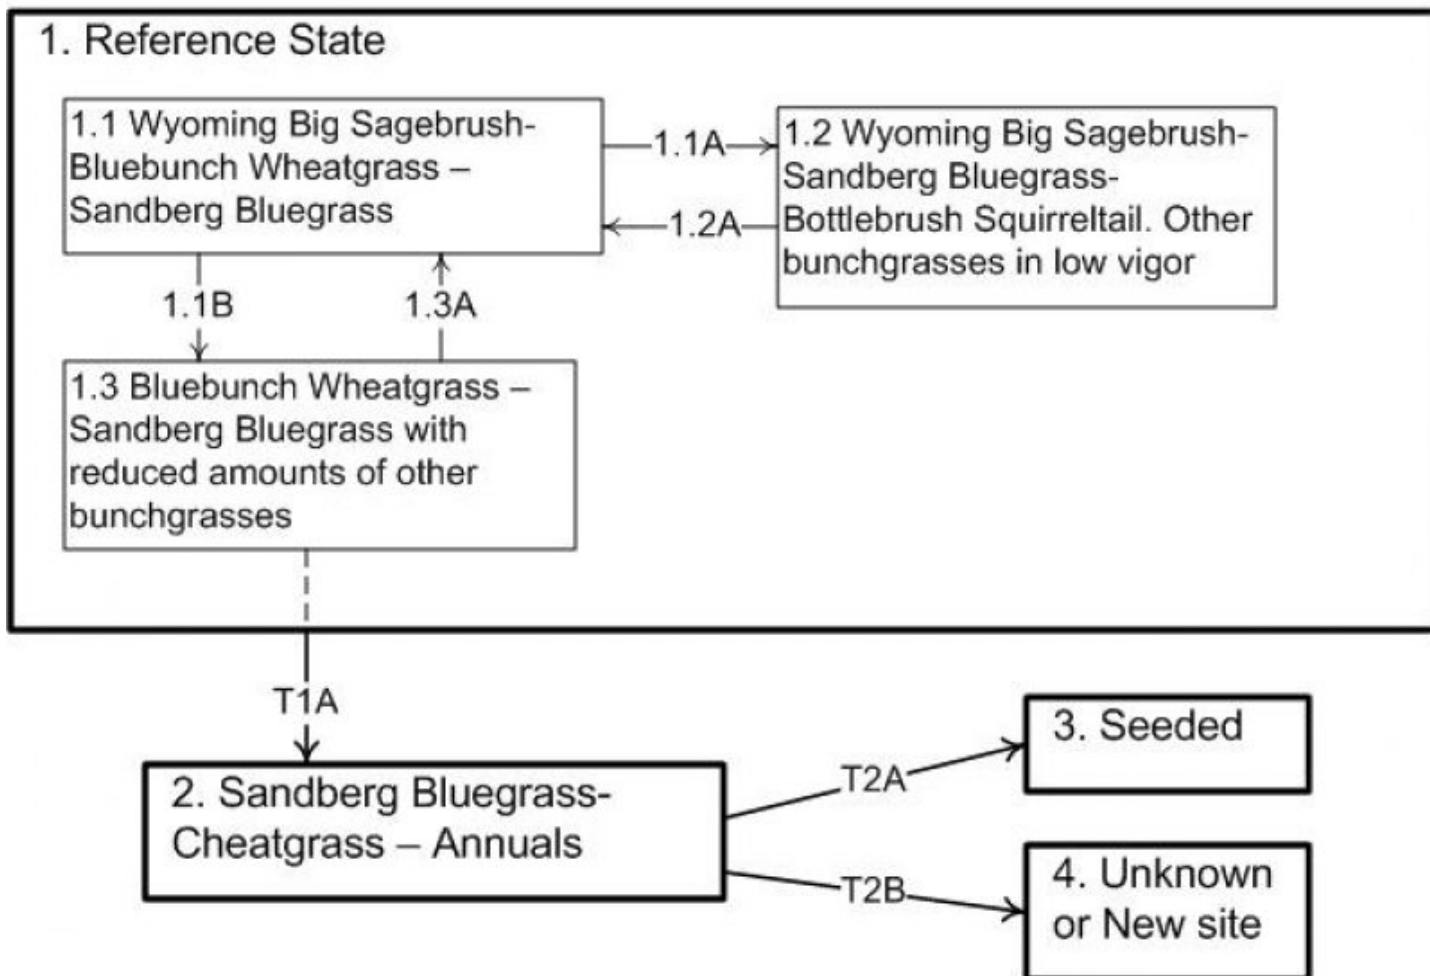 1. Reference State
1.1 Wyoming Big Sagebrush-
Bluebunch Wheatgrass –
Sandberg Bluegrass
1.1A
1.2A
1.2 Wyoming Big Sagebrush-
Sandberg Bluegrass-
Bottlebrush Squirreltail. Other
bunchgrasses in low vigor
1.1B
1.3A
1.3 Bluebunch Wheatgrass –
Sandberg Bluegrass with
reduced amounts of other
bunchgrasses
T1A
2. Sandberg Bluegrass-
Cheatgrass – Annuals
T2A
3. Seeded
T2B
4. Unknown
or New site